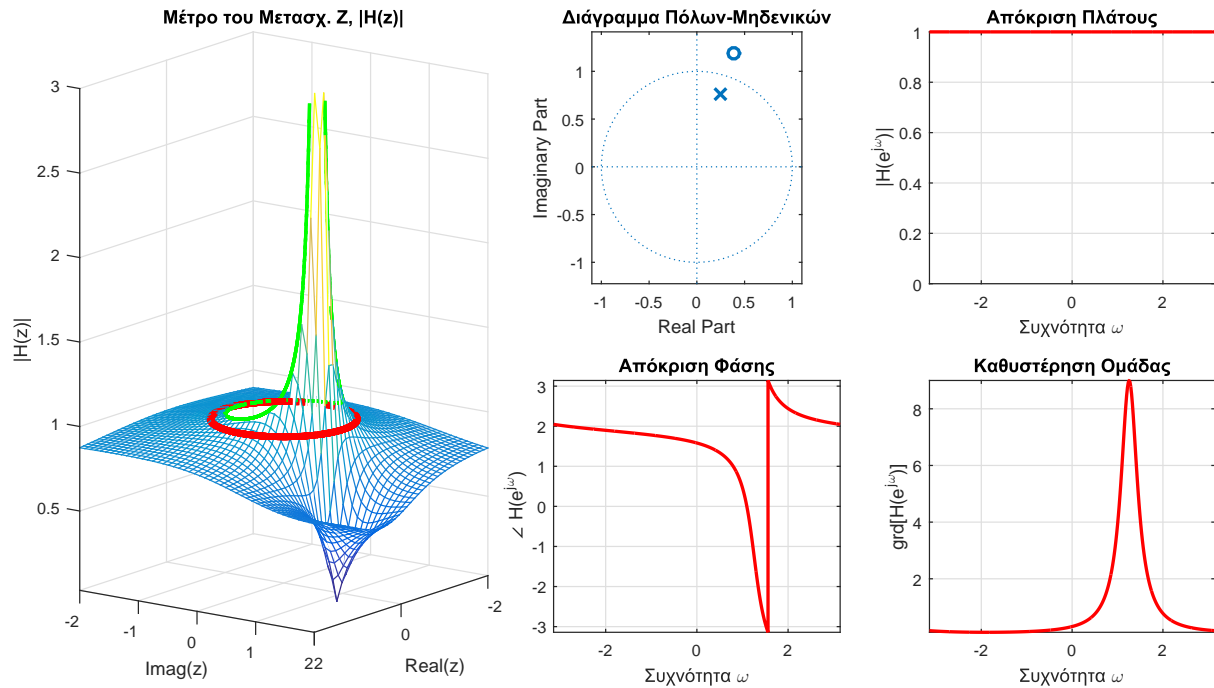 Μέτρο του Μετασχ. Z, |H(z)|
3
2.5
2
1.5
1
0.5
|H(z)|
-2
-1
0
1
22
0
-2
Imag(z)
Real(z)
Διάγραμμα Πόλων-Μηδενικών
1
0.5
0
-0.5
-1
Imaginary Part
-1 -0.5 0 0.5 1
Real Part
Απόκριση Πλάτους
1
0.8
0.6
0.4
0.2
0
|H(e^{jω})|
-2 0 2
Συχνότητα ω
Απόκριση Φάσης
3
2
1
0
-1
-2
-3
∠ H(e^{jω})
-2 0 2
Συχνότητα ω
Καθυστέρηση Ομάδας
8
6
4
2
grd[H(e^{jω})]
-2 0 2
Συχνότητα ω